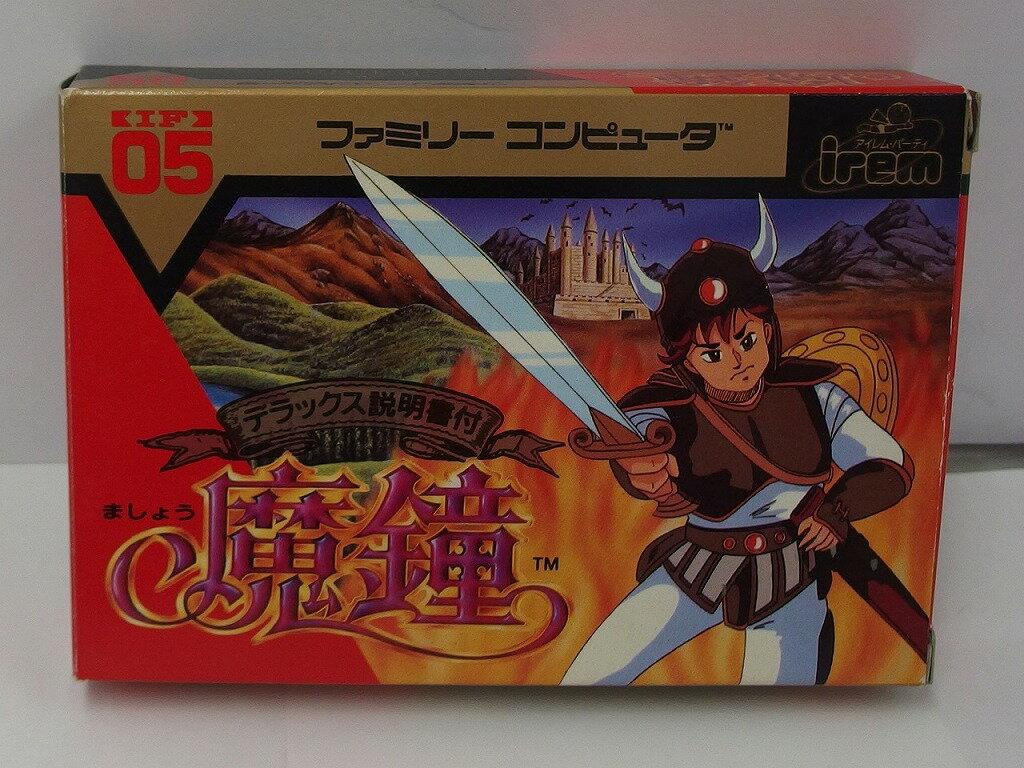 IF
05
ファミリー コンピュータ™
アイレム・パーティ
irem
デラックス説明書付
ましょう
魔鐘™